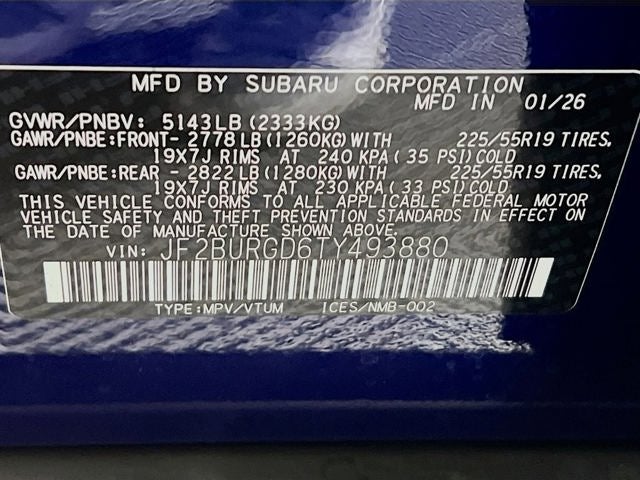 MFD BY SUBARU CORPORATION
MFD IN 01/26
GVWR/PNBV: 5143LB (2333KG)
GAWR/PNBE:FRONT- 2778 LB (1260KG) WITH 225/55R19 TIRES,
19X7J RIMS AT 240 KPA ( 35 PSI) COLD
GAWR/PNBE:REAR - 2822 LB (1280KG) WITH 225/55R19 TIRES,
19X7J RIMS AT 230 KPA ( 33 PSI) COLD
THIS VEHICLE CONFORMS TO ALL APPLICABLE FEDERAL MOTOR
VEHICLE SAFETY AND THEFT PREVENTION STANDARDS IN EFFECT ON
THE DATE OF MANUFACTURE SHOWN ABOVE.
VIN: JF2BURGD6TY493880
TYPE:MPV/VTUM ICES/NMB-002